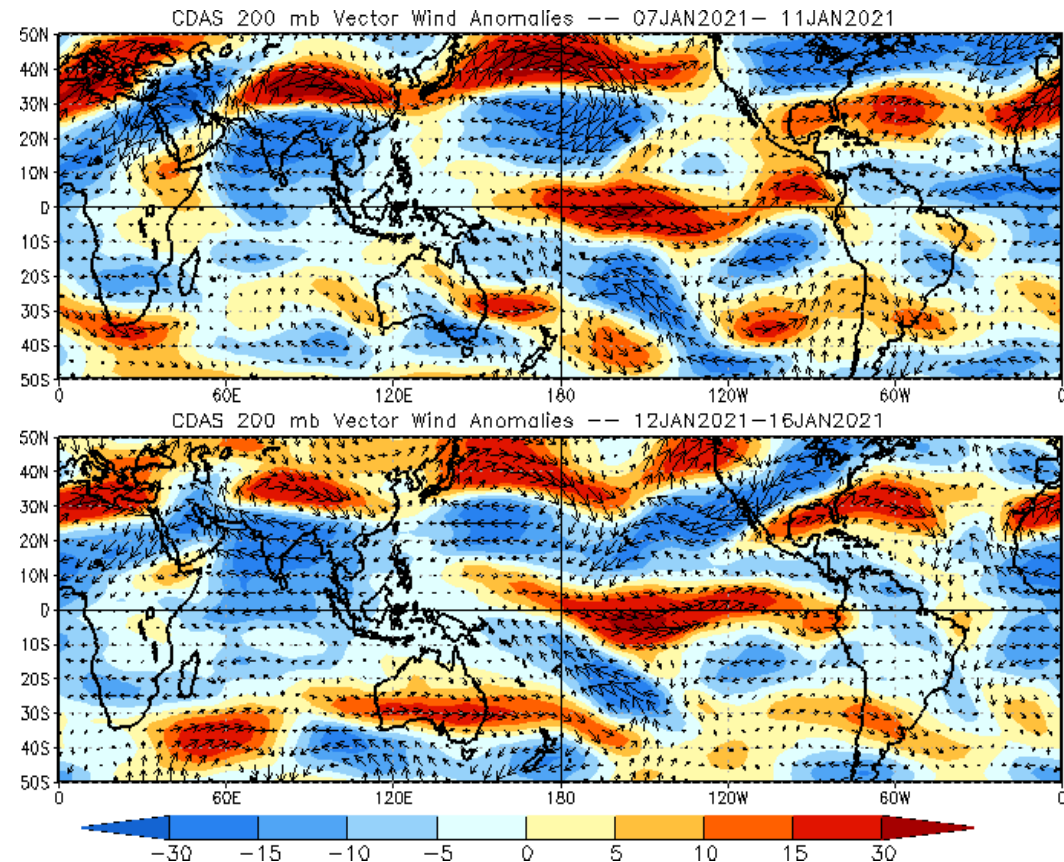 CDAS 200 mb Vector Wind Anomalies -- 07JAN2021- 11JAN2021
50N
40N
30N
20N
10N
0
10S
20S
30S
40S
50S
0 60E 120E 180 120W 60W 0
CDAS 200 mb Vector Wind Anomalies -- 12JAN2021-16JAN2021
50N
40N
30N
20N
10N
0
10S
20S
30S
40S
50S
0 60E 120E 180 120W 60W 0
-30 -15 -10 -5 0 5 10 15 30